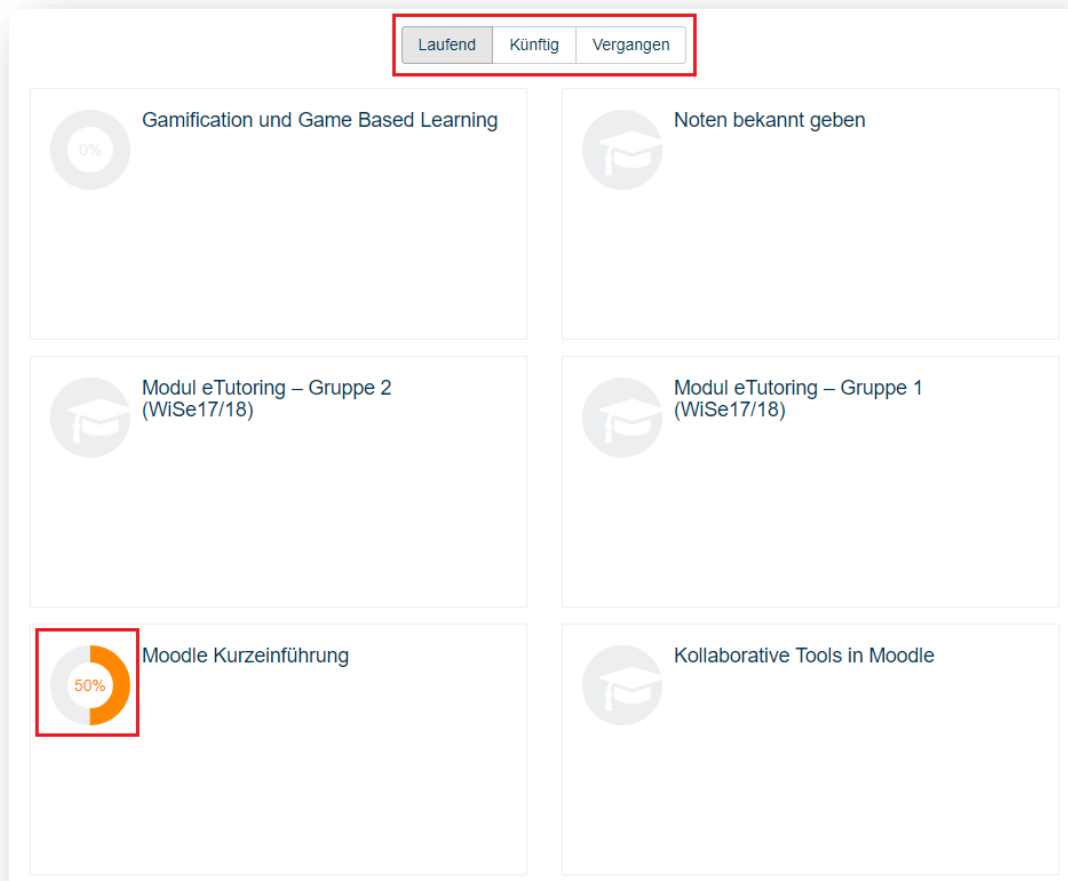 Laufend Künftig Vergangen
0%
Gamification und Game Based Learning
Noten bekannt geben
Modul eTutoring – Gruppe 2
(WiSe17/18)
Modul eTutoring – Gruppe 1
(WiSe17/18)
50%
Moodle Kurzeinführung
Kollaborative Tools in Moodle